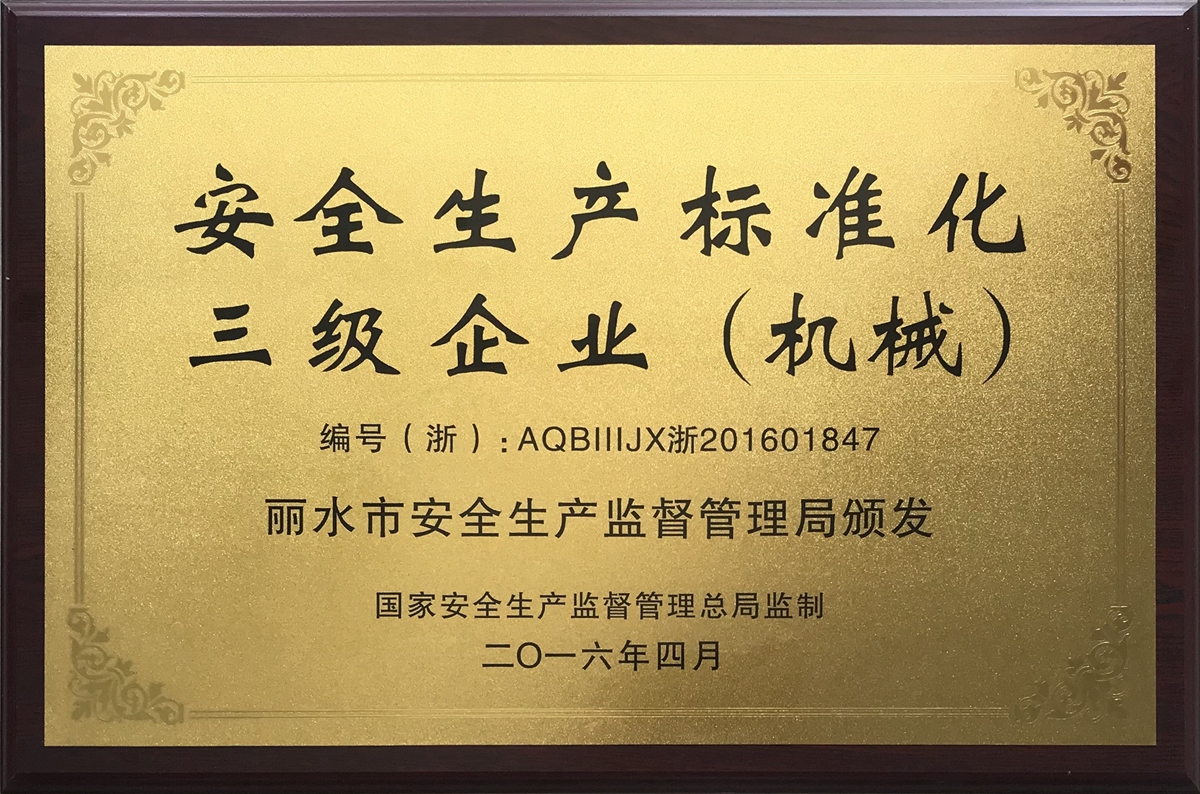 安全生产标准化
三级企业（机械）
编号（浙）：AQBIIIJX浙201601847
丽水市安全生产监督管理局颁发
国家安全生产监督管理总局监制
二〇一六年四月